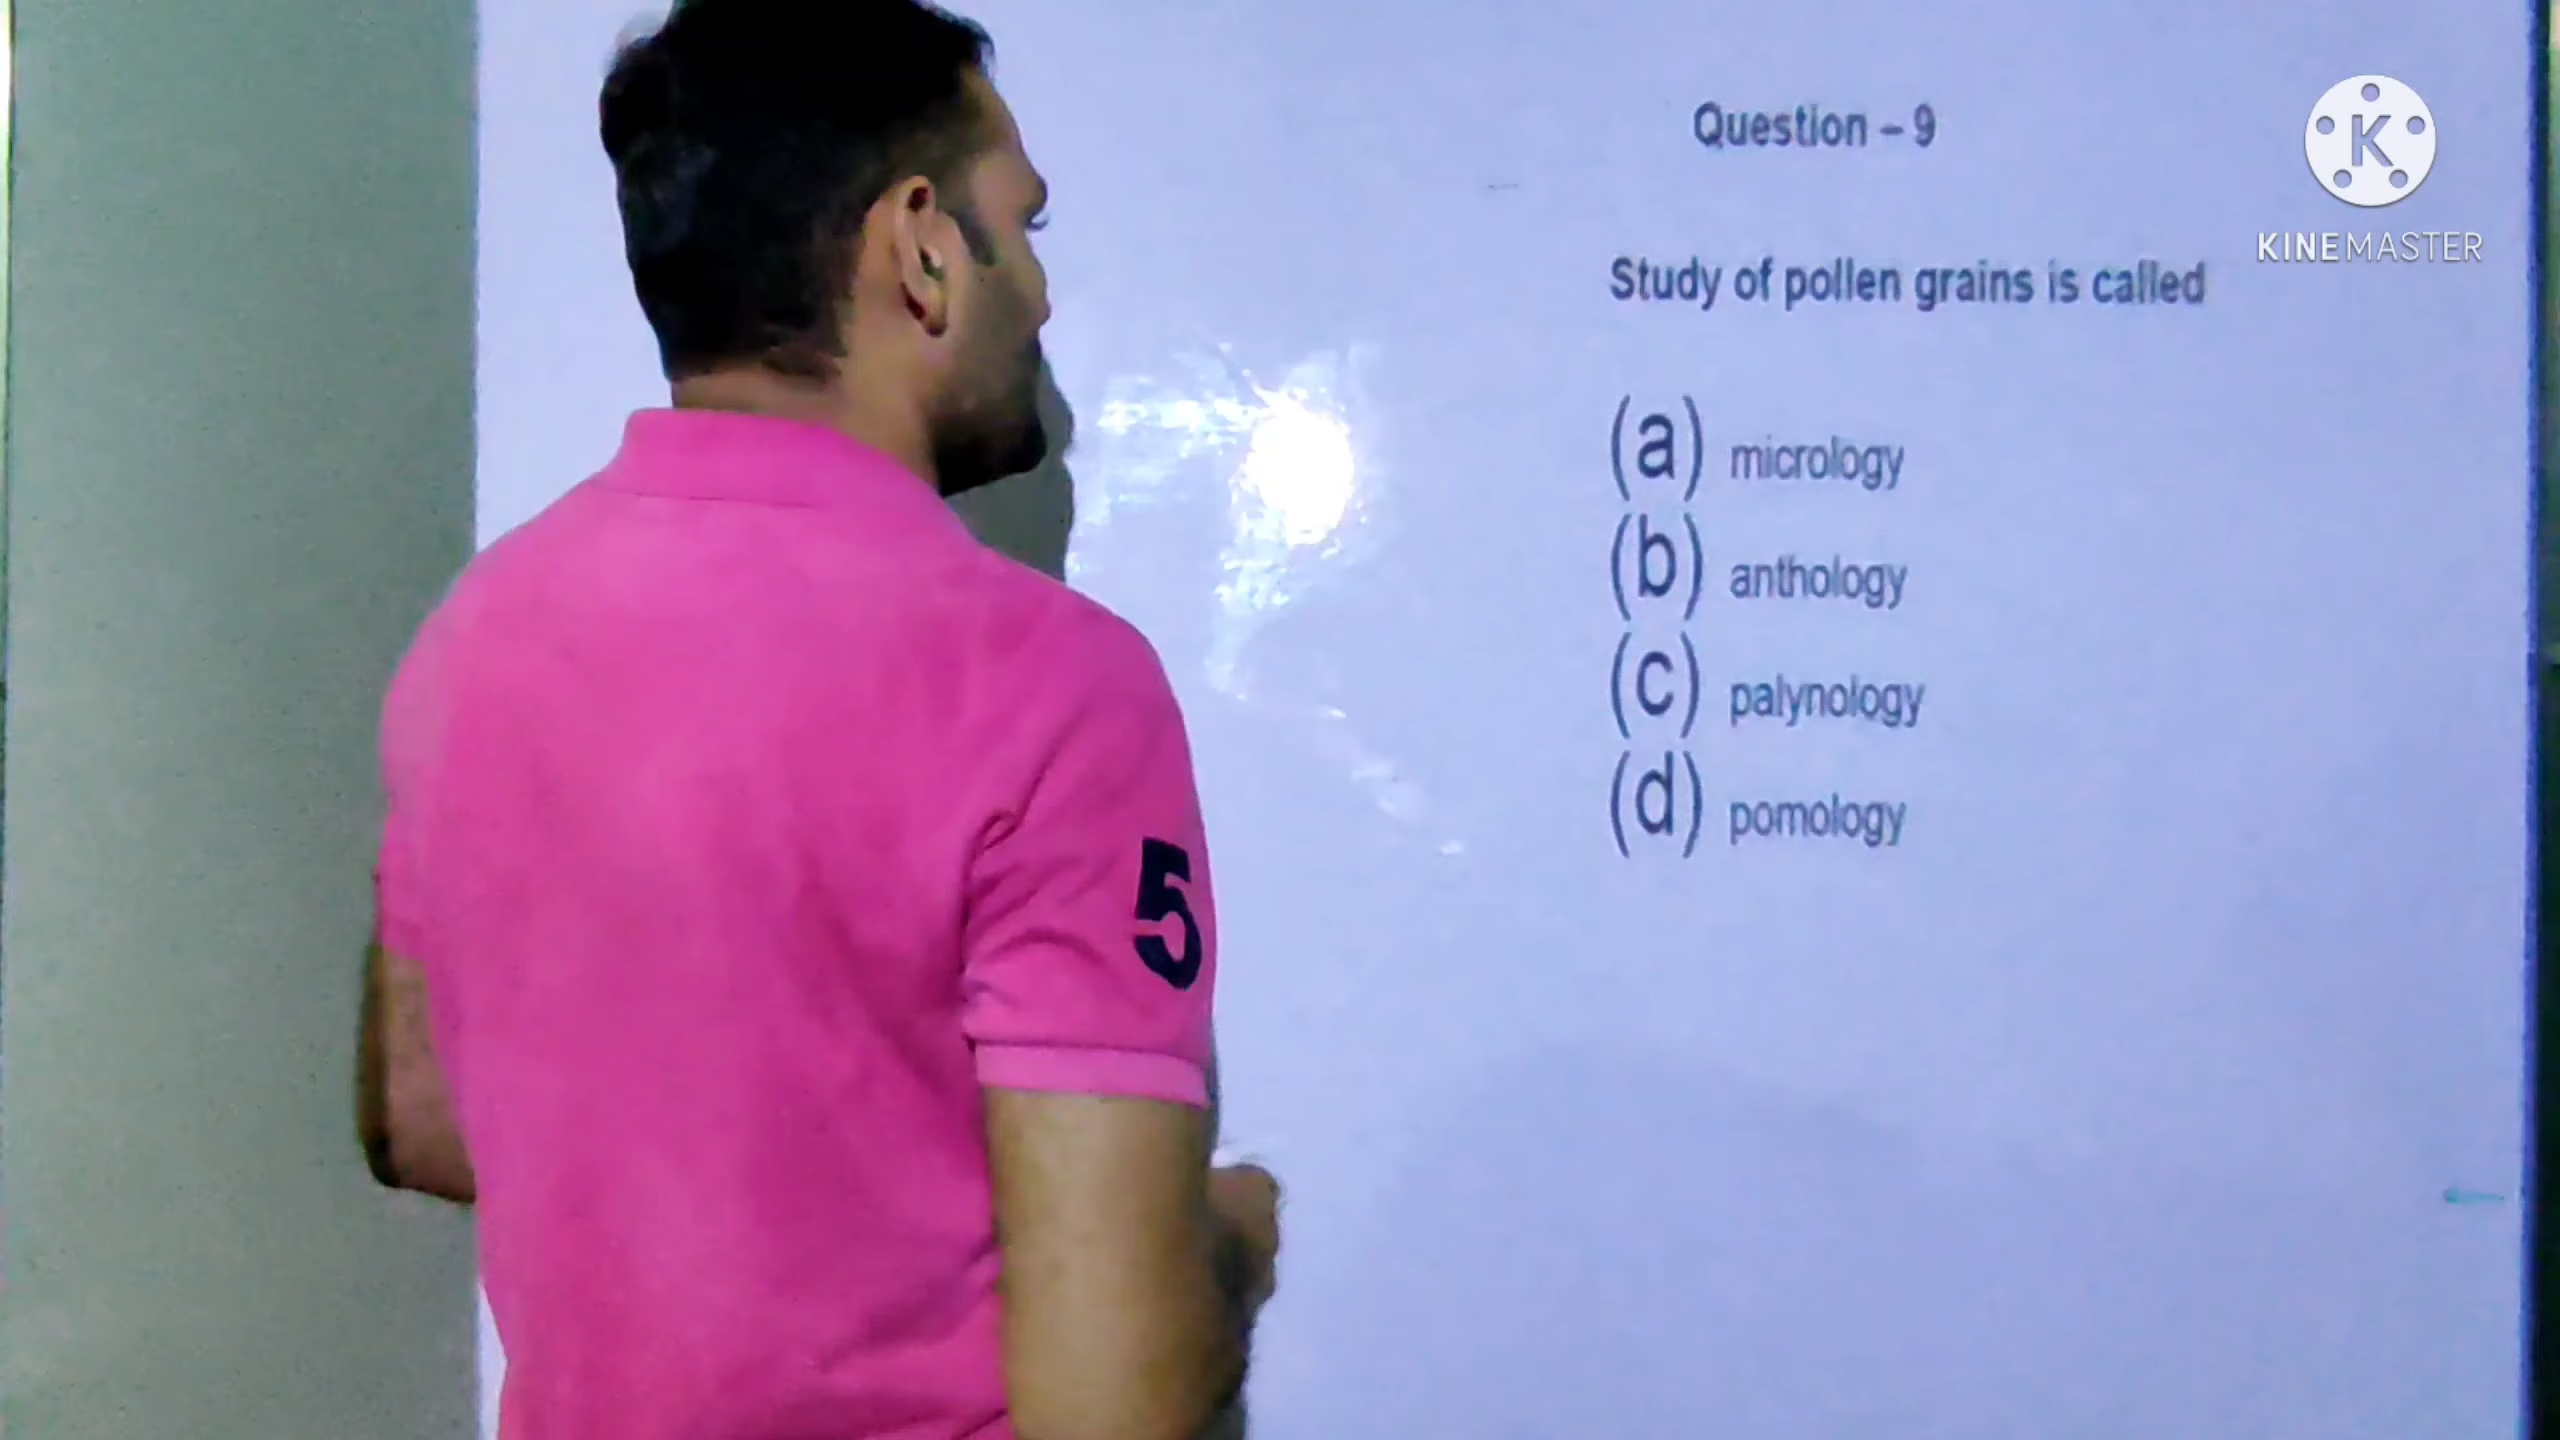 Question – 9
K
KINEMASTER
Study of pollen grains is called
(a) micrology
(b) anthology
(c) palynology
(d) pomology
5